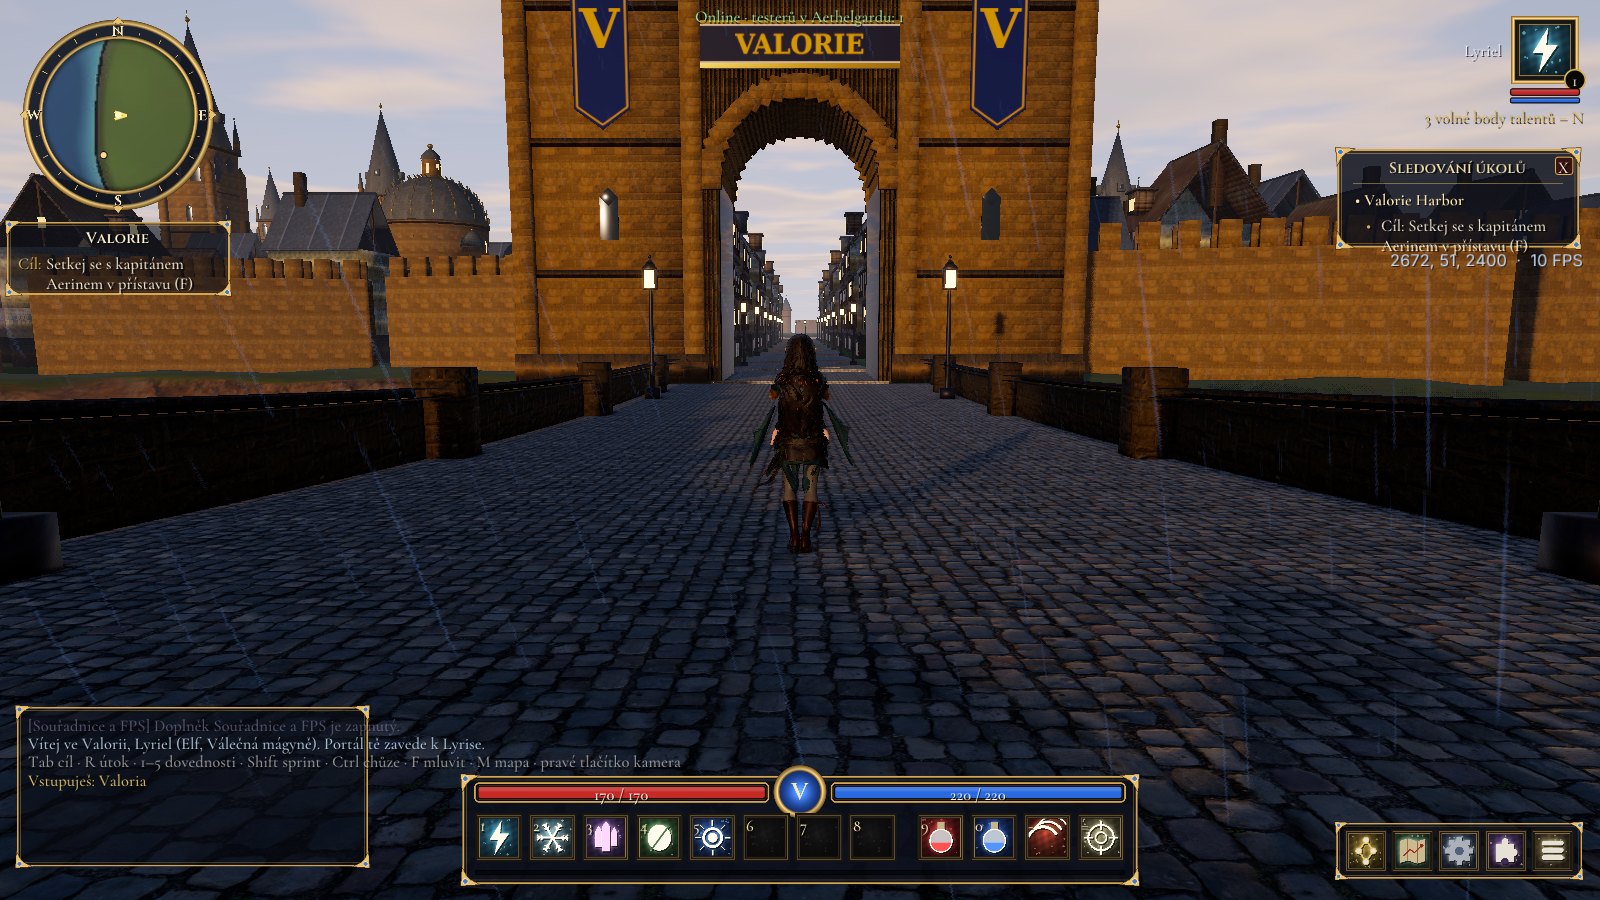 Online · testerů v Aethelgardu: 1
V
VALORIE
V
N
W
E
S
VALORIE
Cíl: Setkej se s kapitánem
Aerinem v přístavu (F)
Lyriel
1
3 volné body talentů – N
SLEDOVÁNÍ ÚKOLŮ
X
• Valorie Harbor
• Cíl: Setkej se s kapitánem
Aerinem v přístavu (F)
2672, 51, 2400 · 10 FPS
[Souřadnice a FPS] Doplněk Souřadnice a FPS je zapnutý.
Vítej ve Valorii, Lyriel (Elf, Válečná mágyně). Portál tě zavede k Lyrise.
Tab cíl · R útok · 1–5 dovednosti · Shift sprint · Ctrl chůze · F mluvit · M mapa · pravé tlačítko kamera
Vstupuješ: Valoria
170 / 170
V
220 / 220
1 2 3 4 5 6 7 8 9 0